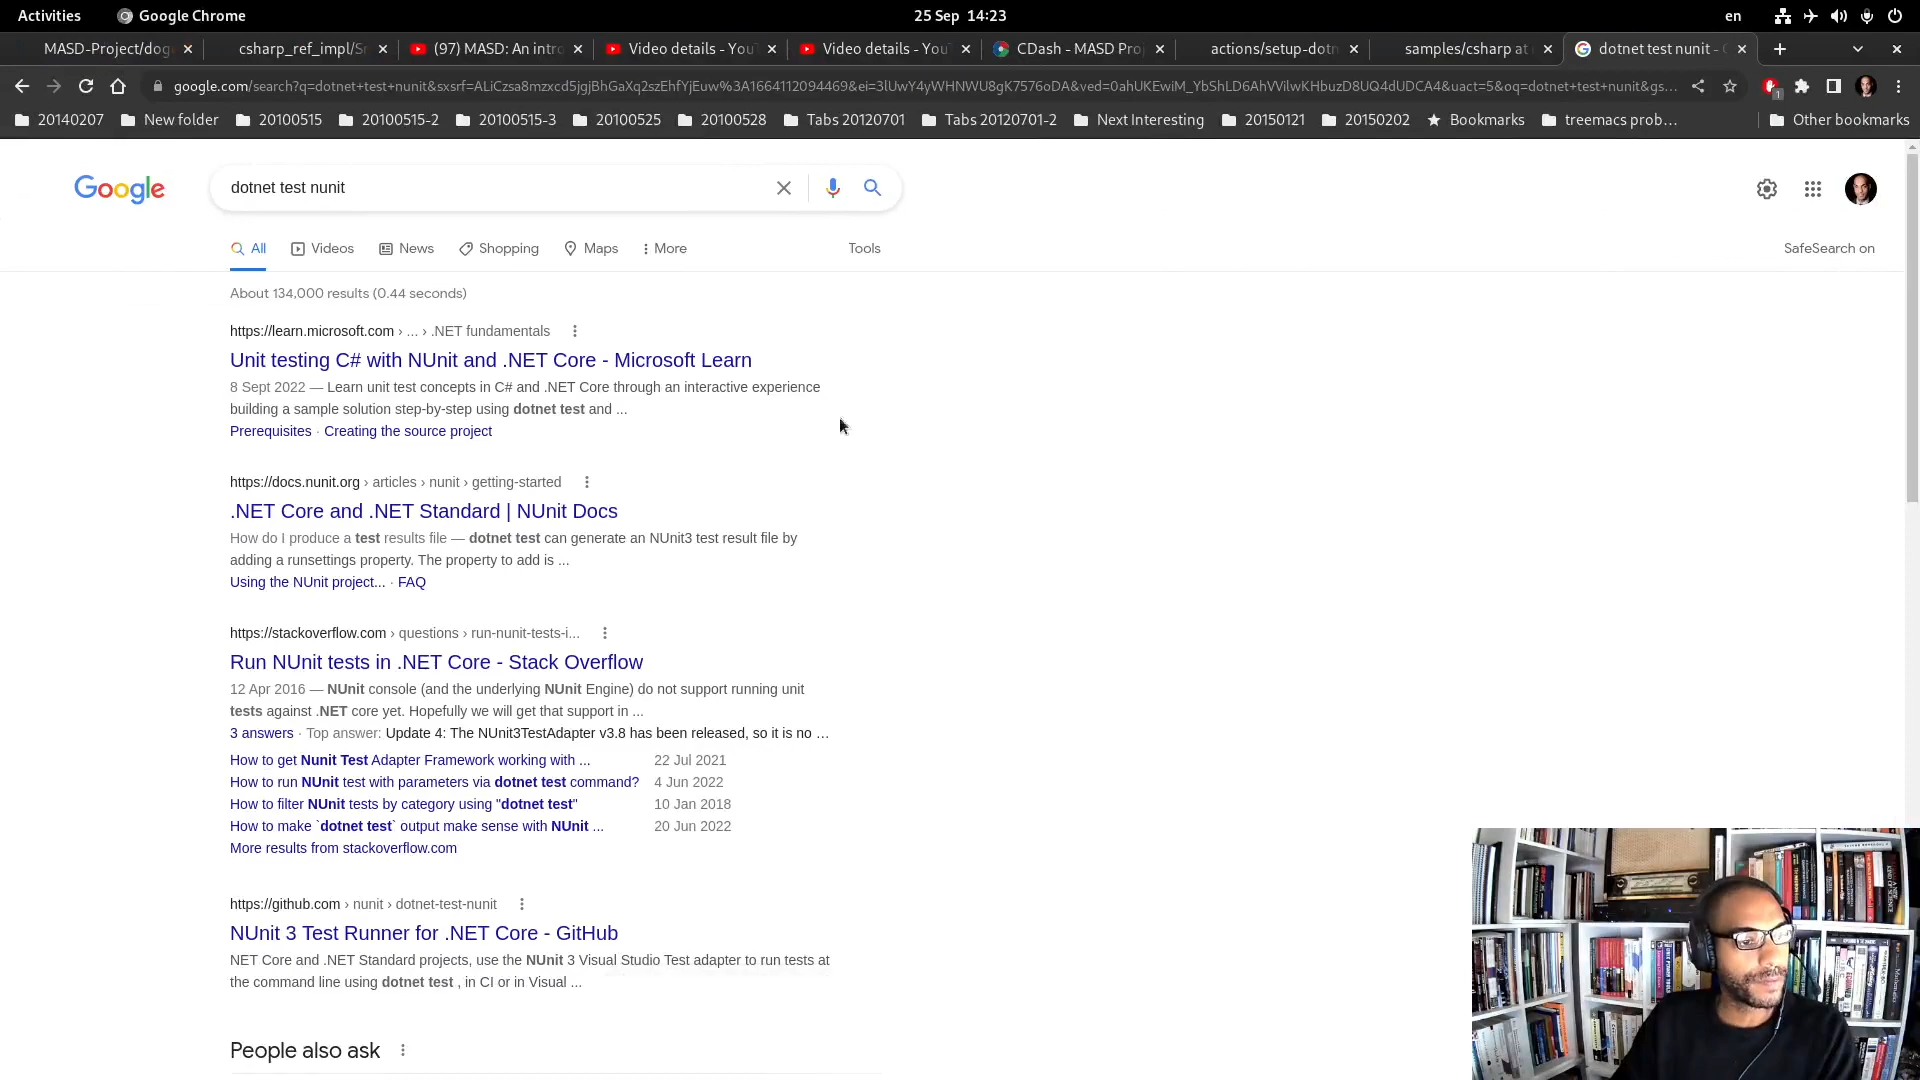 Activities
Google Chrome
25 Sep 14:23
en
MASD-Project/dog
csharp_ref_impl/Sr
(97) MASD: An intro
Video details - You
Video details - You
CDash - MASD Pro
actions/setup-dotn
samples/csharp at
dotnet test nunit -
google.com/search?q=dotnet+test+nunit&sxsrf=ALiCzsa8mzxcd5jgjBhGaXq2szEhfYjEuw%3A1664112094469&ei=3lUwY4yWHNWU8gK7576oDA&ved=0ahUKEwiM_YbShLD6AhVVilwKHbuzD8UQ4dUDCA4&uact=5&oq=dotnet+test+nunit&gs...
1
20140207
New folder
20100515
20100515-2
20100515-3
20100525
20100528
Tabs 20120701
Tabs 20120701-2
Next Interesting
20150121
20150202
Bookmarks
treemacs prob...
Other bookmarks
Google
dotnet test nunit
All
Videos
News
Shopping
Maps
More
Tools
SafeSearch on
About 134,000 results (0.44 seconds)
https://learn.microsoft.com › ... › .NET fundamentals
Unit testing C# with NUnit and .NET Core - Microsoft Learn
8 Sept 2022 — Learn unit test concepts in C# and .NET Core through an interactive experience
building a sample solution step-by-step using dotnet test and ...
Prerequisites · Creating the source project
https://docs.nunit.org › articles › nunit › getting-started
.NET Core and .NET Standard | NUnit Docs
How do I produce a test results file — dotnet test can generate an NUnit3 test result file by
adding a runsettings property. The property to add is ...
Using the NUnit project... · FAQ
https://stackoverflow.com › questions › run-nunit-tests-i...
Run NUnit tests in .NET Core - Stack Overflow
12 Apr 2016 — NUnit console (and the underlying NUnit Engine) do not support running unit
tests against .NET core yet. Hopefully we will get that support in ...
3 answers · Top answer: Update 4: The NUnit3TestAdapter v3.8 has been released, so it is no ...
How to get Nunit Test Adapter Framework working with ... 22 Jul 2021
How to run NUnit test with parameters via dotnet test command? 4 Jun 2022
How to filter NUnit tests by category using "dotnet test" 10 Jan 2018
How to make `dotnet test` output make sense with NUnit ... 20 Jun 2022
More results from stackoverflow.com
https://github.com › nunit › dotnet-test-nunit
NUnit 3 Test Runner for .NET Core - GitHub
NET Core and .NET Standard projects, use the NUnit 3 Visual Studio Test adapter to run tests at
the command line using dotnet test , in CI or in Visual ...
People also ask